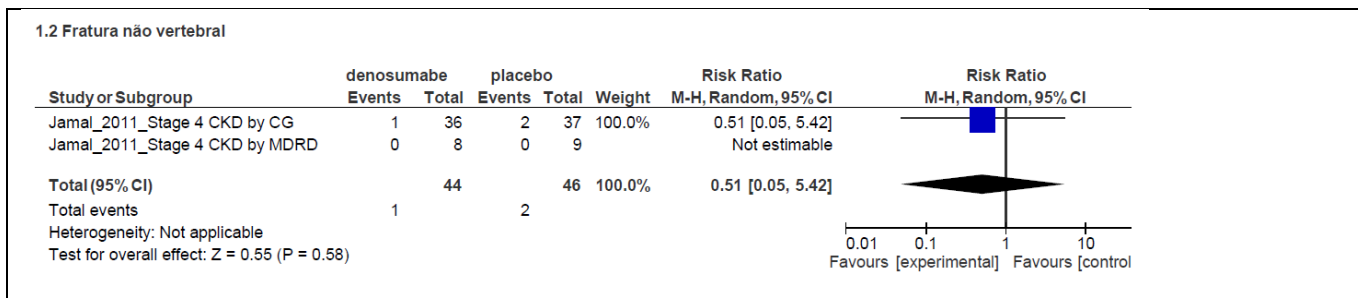 1.2 Fratura não vertebral
denosumabe placebo Risk Ratio Risk Ratio
Study or Subgroup Events Total Events Total Weight M-H, Random, 95% CI M-H, Random, 95% CI
Jamal_2011_Stage 4 CKD by CG 1 36 2 37 100.0% 0.51 [0.05, 5.42]
Jamal_2011_Stage 4 CKD by MDRD 0 8 0 9 Not estimable
Total (95% CI) 44 46 100.0% 0.51 [0.05, 5.42]
Total events 1 2
Heterogeneity: Not applicable
Test for overall effect: Z = 0.55 (P = 0.58)
0.01 0.1 1 10
Favours [experimental] Favours [control